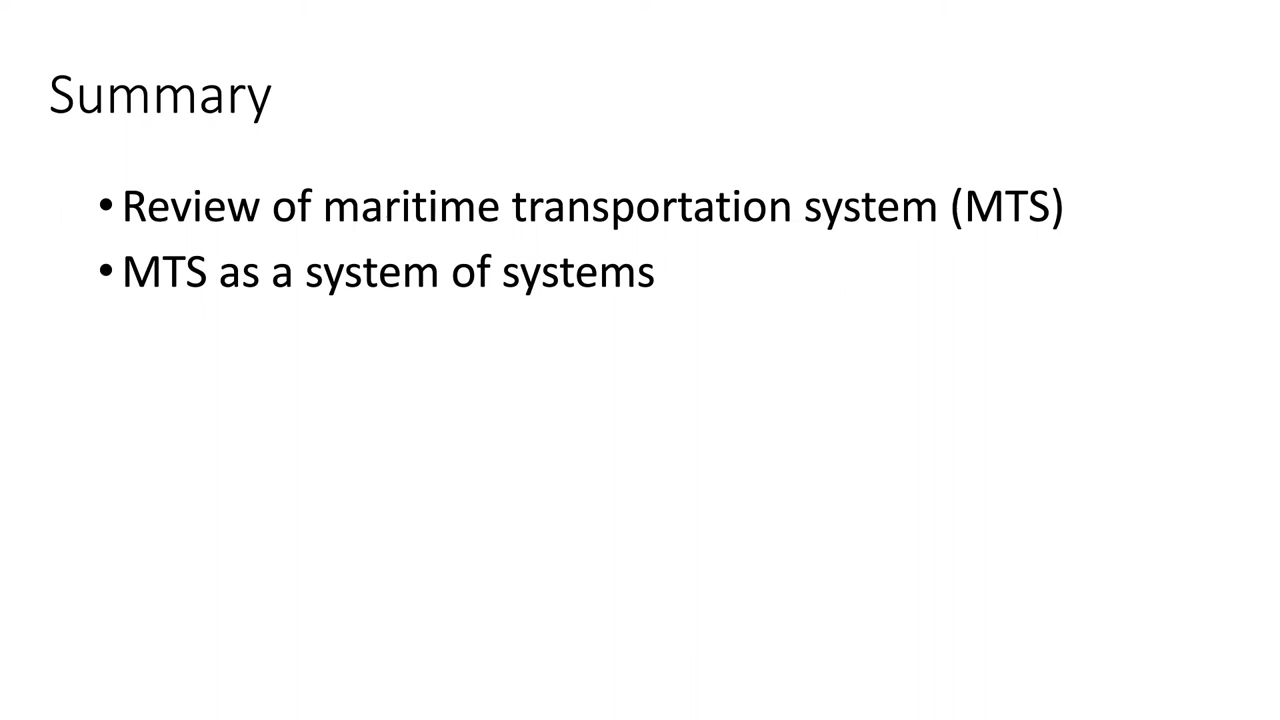 Summary
• Review of maritime transportation system (MTS)
• MTS as a system of systems